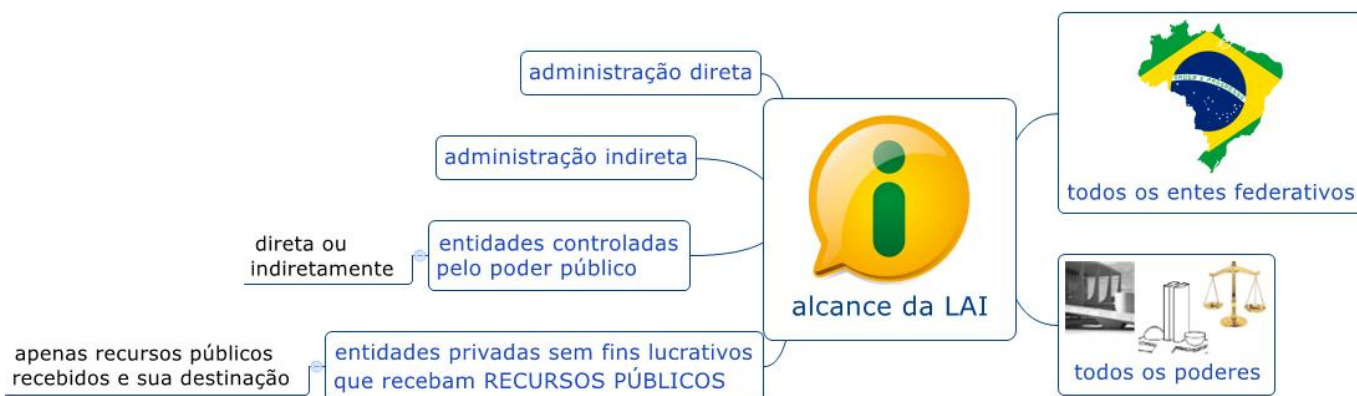 administração direta
administração indireta
direta ou
indiretamente
entidades controladas
pelo poder público
apenas recursos públicos
recebidos e sua destinação
entidades privadas sem fins lucrativos
que recebam RECURSOS PÚBLICOS
alcance da LAI
todos os entes federativos
todos os poderes